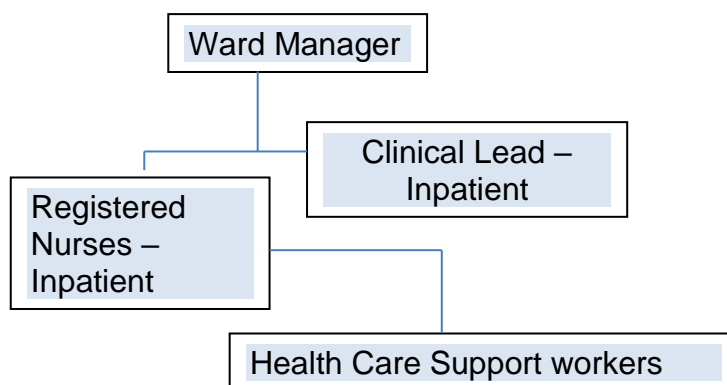 Ward Manager
Clinical Lead –
Inpatient
Registered
Nurses –
Inpatient
Health Care Support workers